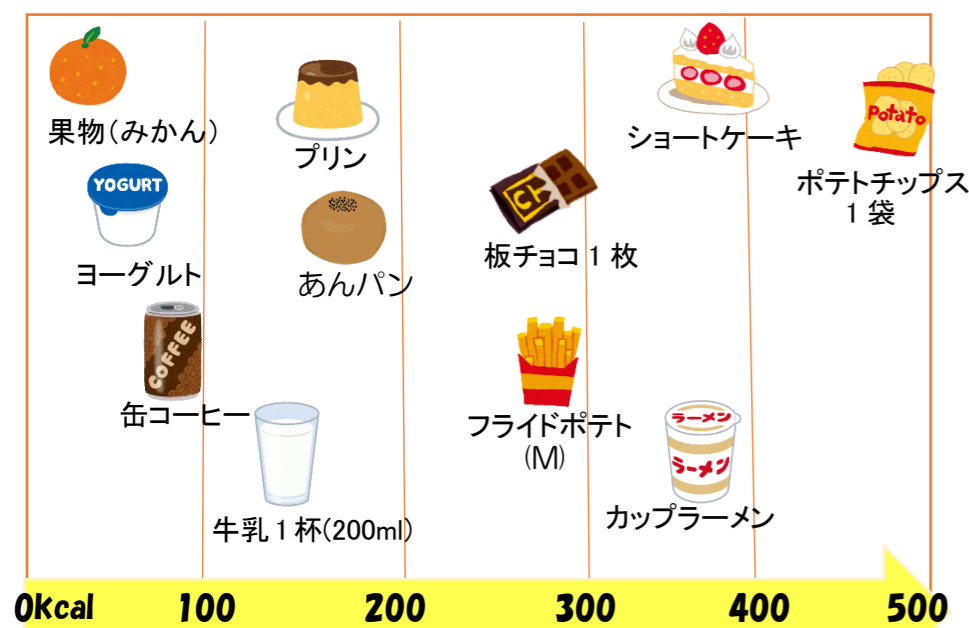 果物(みかん)
プリン
ショートケーキ
Potato
ポテトチップス
1袋
YOGURT
ヨーグルト
あんパン
チョコ
板チョコ1枚
COFFEE
缶コーヒー
フライドポテト
(M)
ラーメン
ラーメン
カップラーメン
牛乳1杯(200ml)
0Kcal 100 200 300 400 500